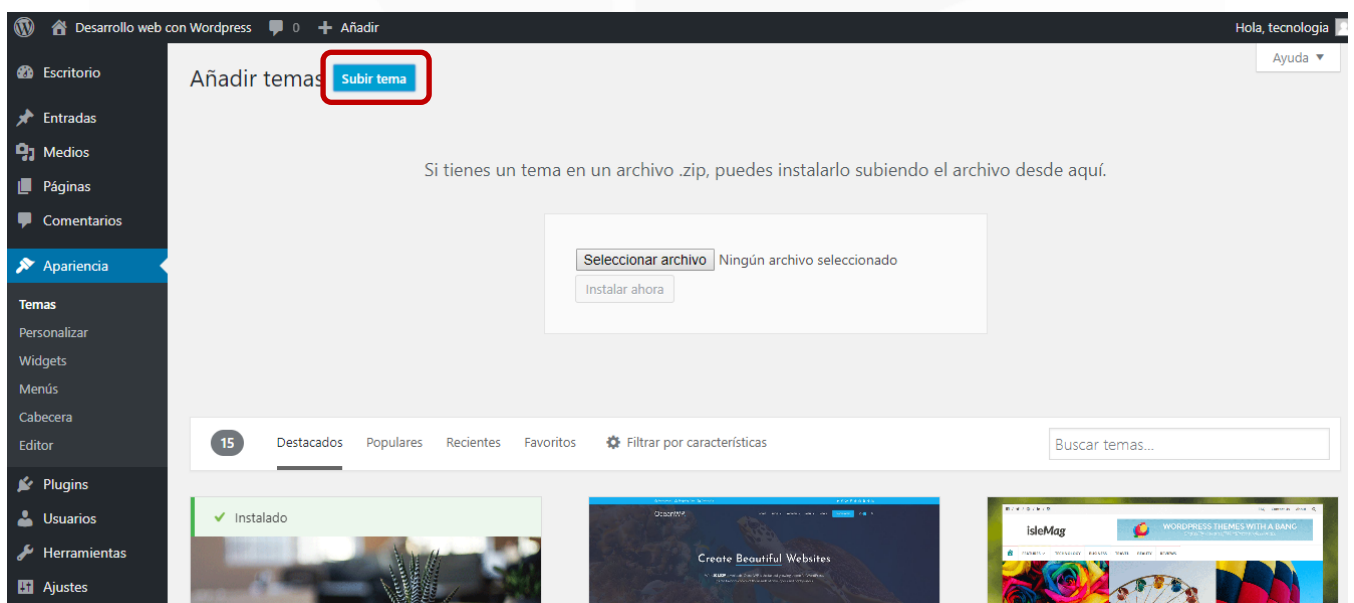 Desarrollo web con Wordpress 0 + Añadir Hola, tecnologia
Ayuda ▼
Escritorio
Entradas
Medios
Páginas
Comentarios
Apariencia
Temas
Personalizar
Widgets
Menús
Cabecera
Editor
Plugins
Usuarios
Herramientas
Ajustes
Añadir temas Subir tema
Si tienes un tema en un archivo .zip, puedes instalarlo subiendo el archivo desde aquí.
Seleccionar archivo Ningún archivo seleccionado
Instalar ahora
15 Destacados Populares Recientes Favoritos Filtrar por características Buscar temas...
Instalado
OceanWP
Create Beautiful Websites
isleMag
WORDPRESS THEMES WITH A BANG